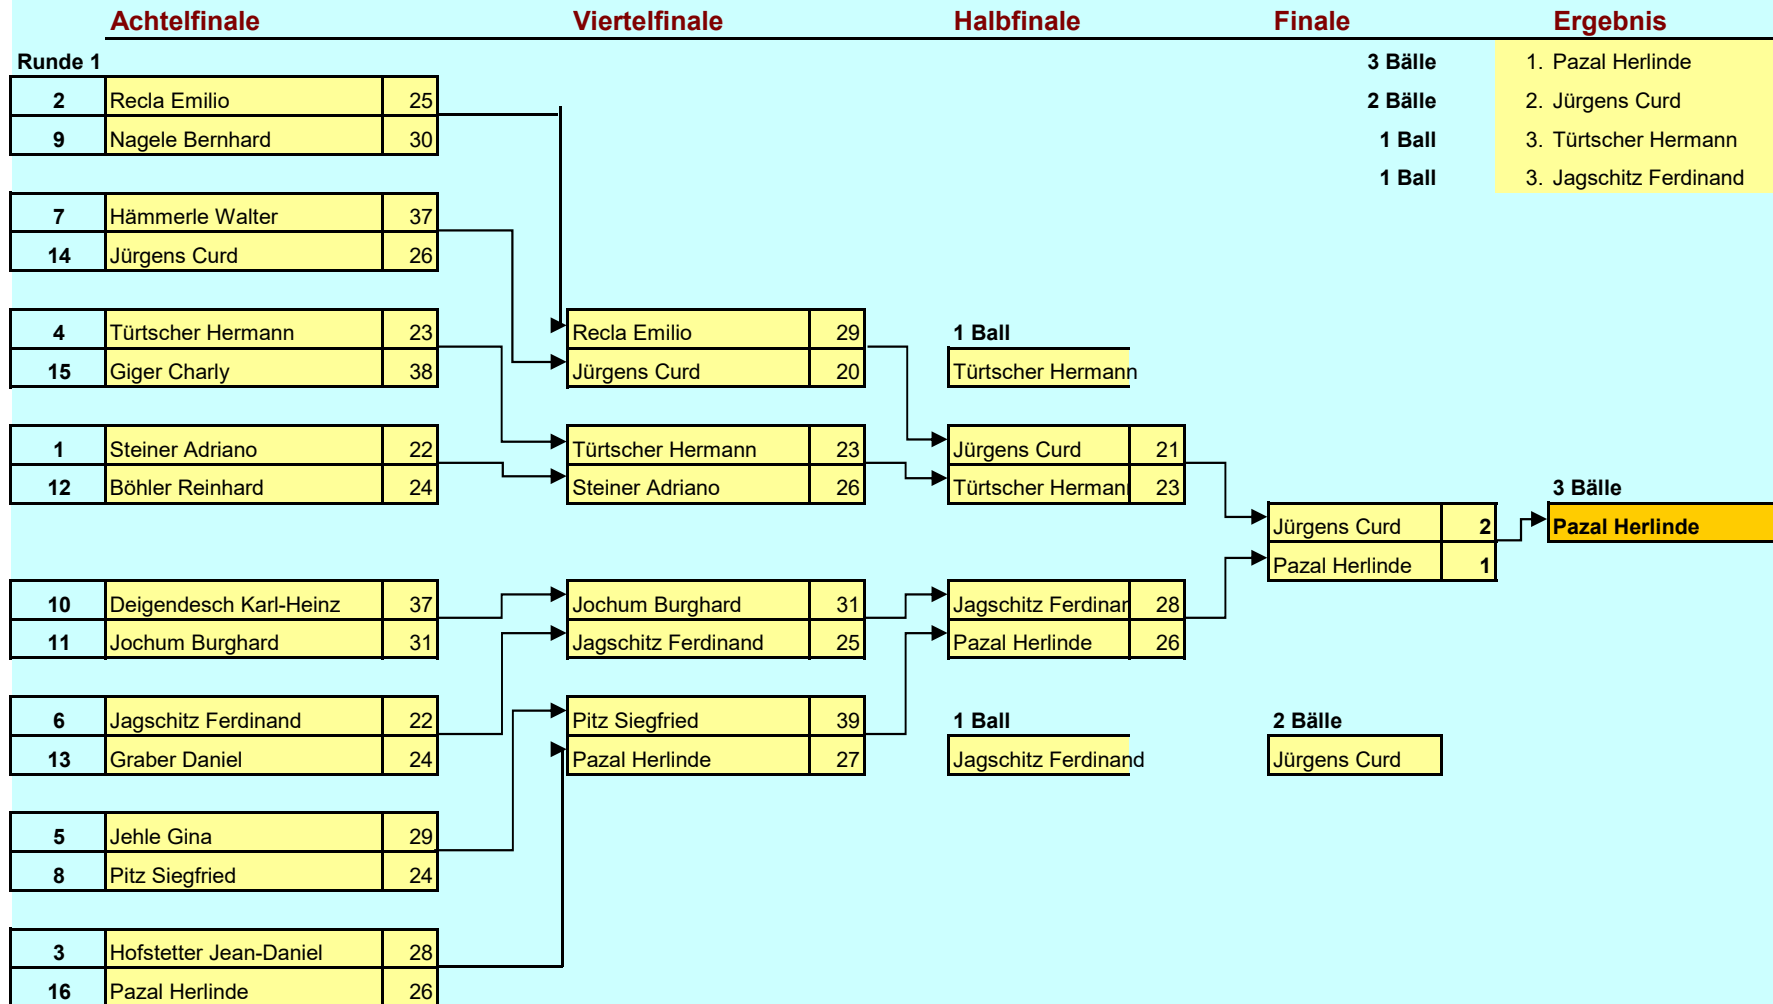 Achtelfinale Viertelfinale Halbfinale Finale Ergebnis
Runde 1 3 Bälle 1. Pazal Herlinde
2 Recla Emilio 25 2 Bälle 2. Jürgens Curd
9 Nagele Bernhard 30 1 Ball 3. Türtscher Hermann
1 Ball 3. Jagschitz Ferdinand
7 Hämmerle Walter 37
14 Jürgens Curd 26
4 Türtscher Hermann 23 Recla Emilio 29 1 Ball
15 Giger Charly 38 Jürgens Curd 20 Türtscher Hermann
1 Steiner Adriano 22 Türtscher Hermann 23 Jürgens Curd 21
12 Böhler Reinhard 24 Steiner Adriano 26 Türtscher Herman 23 3 Bälle
Jürgens Curd 2 Pazal Herlinde
Pazal Herlinde 1
10 Deigendesch Karl-Heinz 37 Jochum Burghard 31 Jagschitz Ferdinar 28
11 Jochum Burghard 31 Jagschitz Ferdinand 25 Pazal Herlinde 26
6 Jagschitz Ferdinand 22 Pitz Siegfried 39 1 Ball 2 Bälle
13 Graber Daniel 24 Pazal Herlinde 27 Jagschitz Ferdinand Jürgens Curd
5 Jehle Gina 29
8 Pitz Siegfried 24
3 Hofstetter Jean-Daniel 28
16 Pazal Herlinde 26